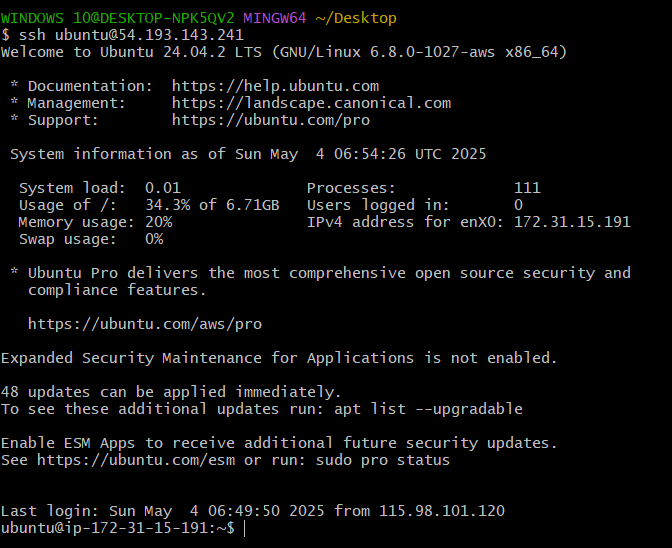 WINDOWS 10@DESKTOP-NPK5QV2 MINGW64 ~/Desktop
$ ssh ubuntu@54.193.143.241
Welcome to Ubuntu 24.04.2 LTS (GNU/Linux 6.8.0-1027-aws x86_64)

 * Documentation:  https://help.ubuntu.com
 * Management:     https://landscape.canonical.com
 * Support:        https://ubuntu.com/pro

 System information as of Sun May  4 06:54:26 UTC 2025

  System load:  0.01               Processes:             111
  Usage of /:   34.3% of 6.71GB    Users logged in:       0
  Memory usage: 20%                IPv4 address for enX0: 172.31.15.191
  Swap usage:   0%

 * Ubuntu Pro delivers the most comprehensive open source security and
   compliance features.

   https://ubuntu.com/aws/pro

Expanded Security Maintenance for Applications is not enabled.

48 updates can be applied immediately.
To see these additional updates run: apt list --upgradable

Enable ESM Apps to receive additional future security updates.
See https://ubuntu.com/esm or run: sudo pro status


Last login: Sun May  4 06:49:50 2025 from 115.98.101.120
ubuntu@ip-172-31-15-191:~$